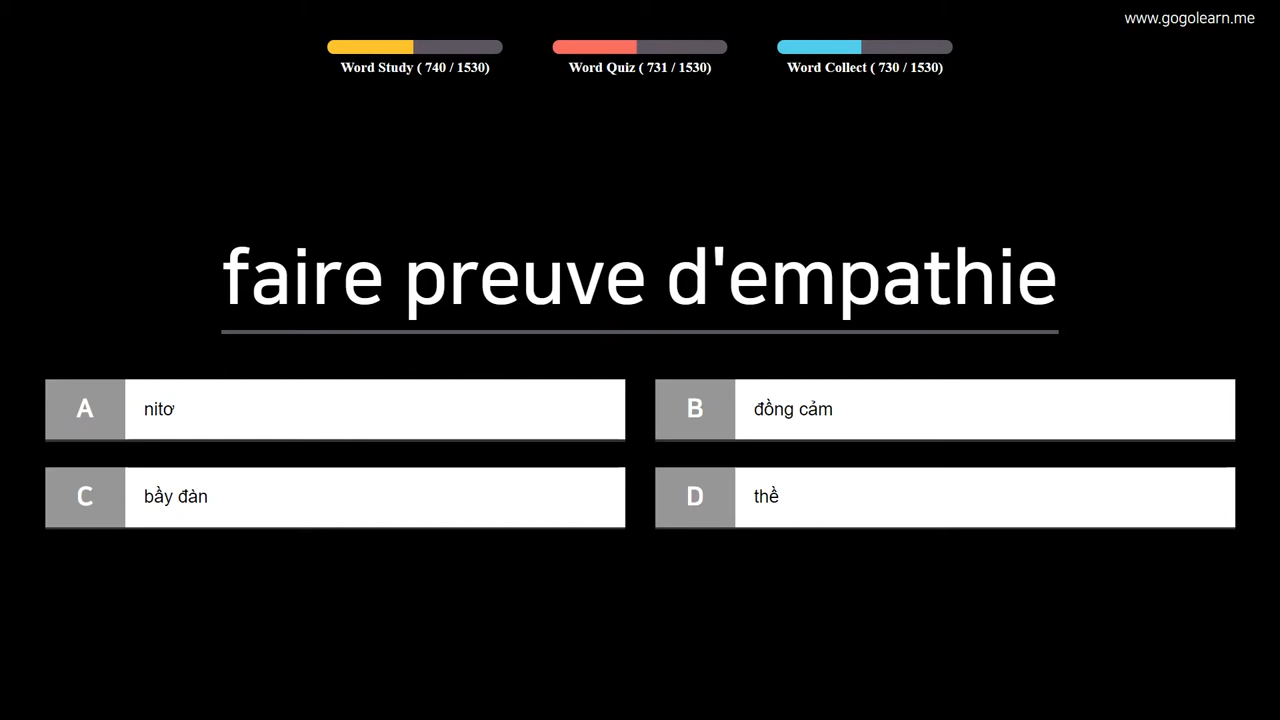 www.gogolearn.me
Word Study ( 740 / 1530)
Word Quiz ( 731 / 1530)
Word Collect ( 730 / 1530)
faire preuve d'empathie
A nitơ
B đồng cảm
C bầy đàn
D thề